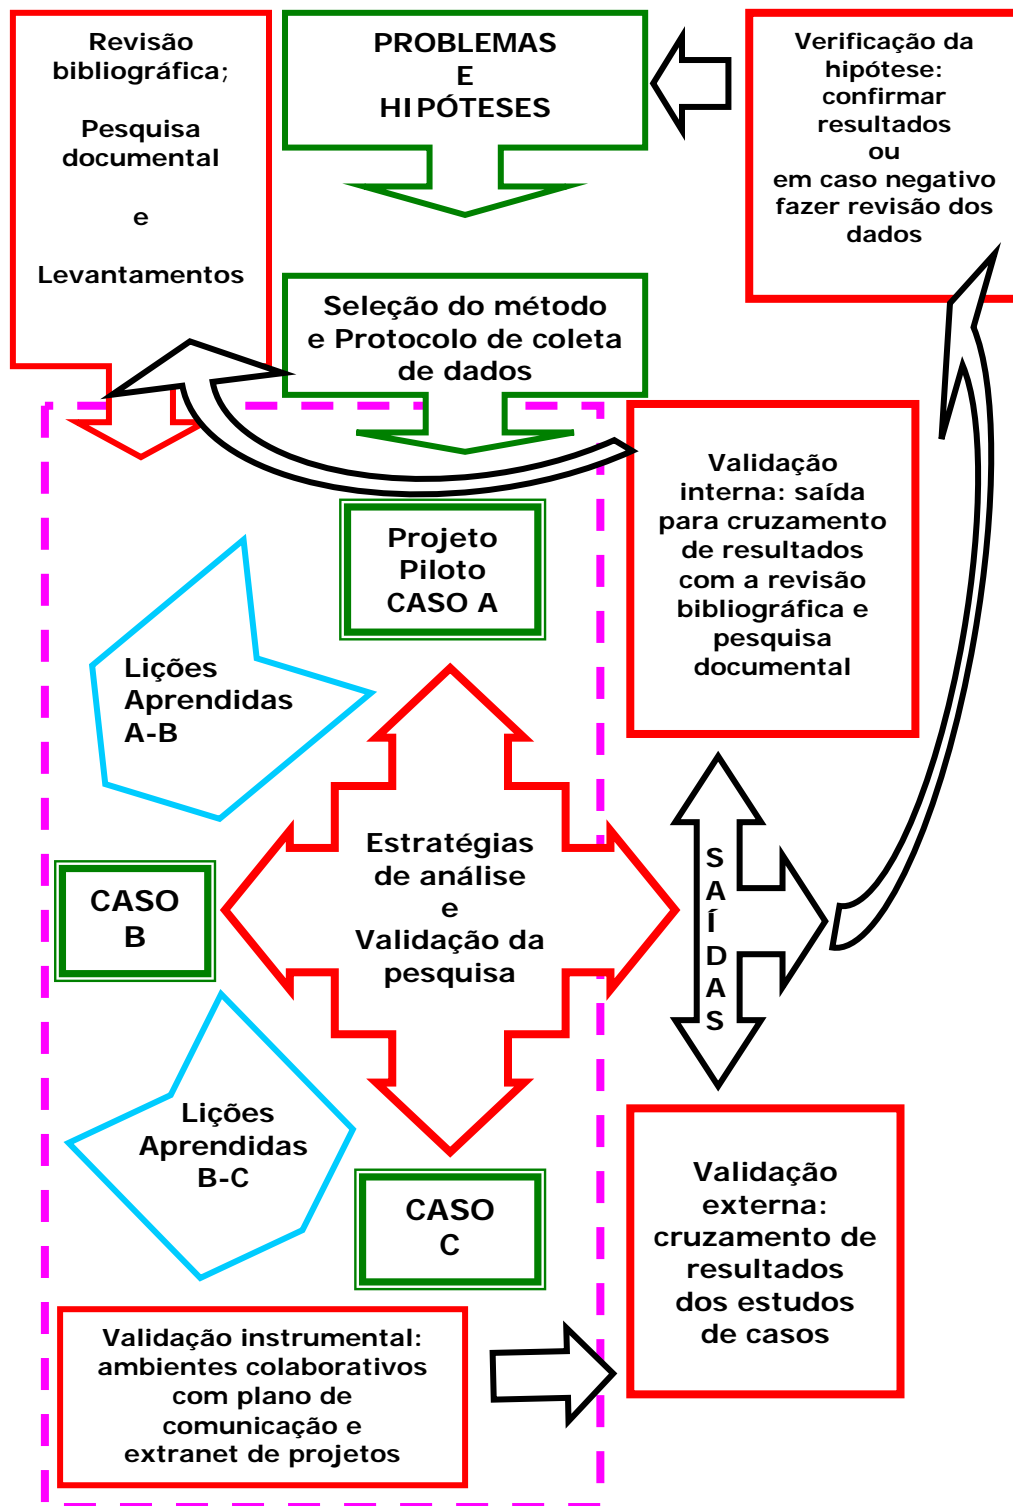 Revisão
bibliográfica;
Pesquisa
documental
e
Levantamentos
PROBLEMAS
E
HIPÓTESES
Verificação da
hipótese:
confirmar
resultados
ou
em caso negativo
fazer revisão dos
dados
Seleção do método
e Protocolo de coleta
de dados
Projeto
Piloto
CASO A
Validação
interna: saída
para cruzamento
de resultados
com a revisão
bibliográfica e
pesquisa
documental
Lições
Aprendidas
A-B
Estratégias
de análise
e
Validação da
pesquisa
CASO
B
S
A
Í
D
A
S
Lições
Aprendidas
B-C
CASO
C
Validação
externa:
cruzamento de
resultados
dos estudos
de casos
Validação instrumental:
ambientes colaborativos
com plano de
comunicação e
extranet de projetos